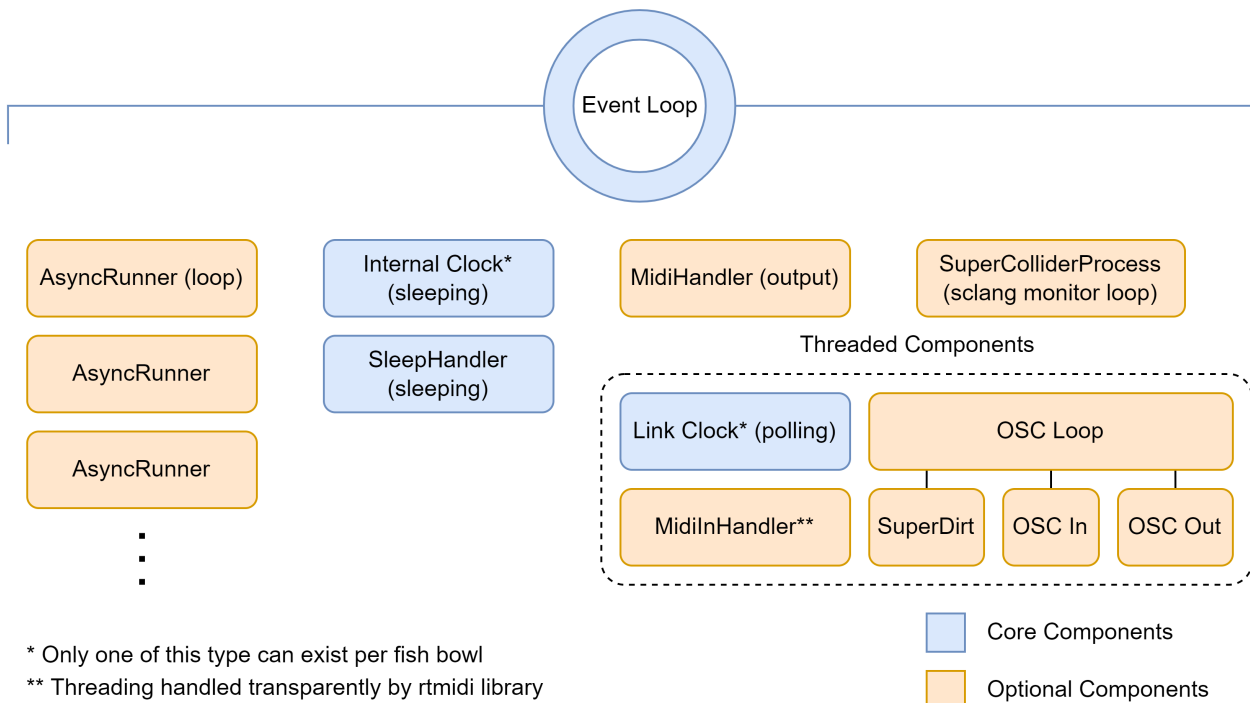 Event Loop
AsyncRunner (loop)
Internal Clock*
(sleeping)
MidiHandler (output)
SuperColliderProcess
(sclang monitor loop)
AsyncRunner
SleepHandler
(sleeping)
Threaded Components
AsyncRunner
Link Clock* (polling)
OSC Loop
MidiInHandler**
SuperDirt
OSC In
OSC Out
* Only one of this type can exist per fish bowl
** Threading handled transparently by rtmidi library
Core Components
Optional Components